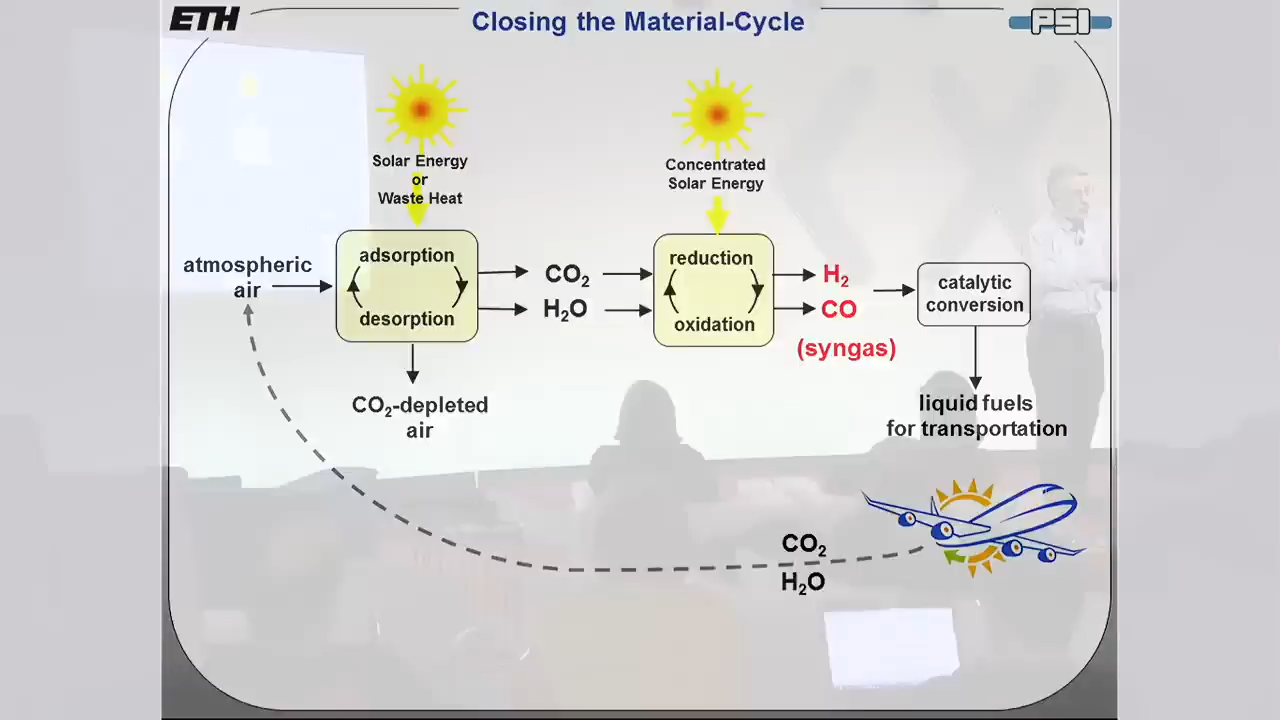 ETH
Closing the Material-Cycle
PSI
Solar Energy
or
Waste Heat
Concentrated
Solar Energy
atmospheric
air
adsorption
desorption
CO₂
H₂O
reduction
oxidation
H₂
CO
(syngas)
catalytic
conversion
CO₂-depleted
air
liquid fuels
for transportation
CO₂
H₂O